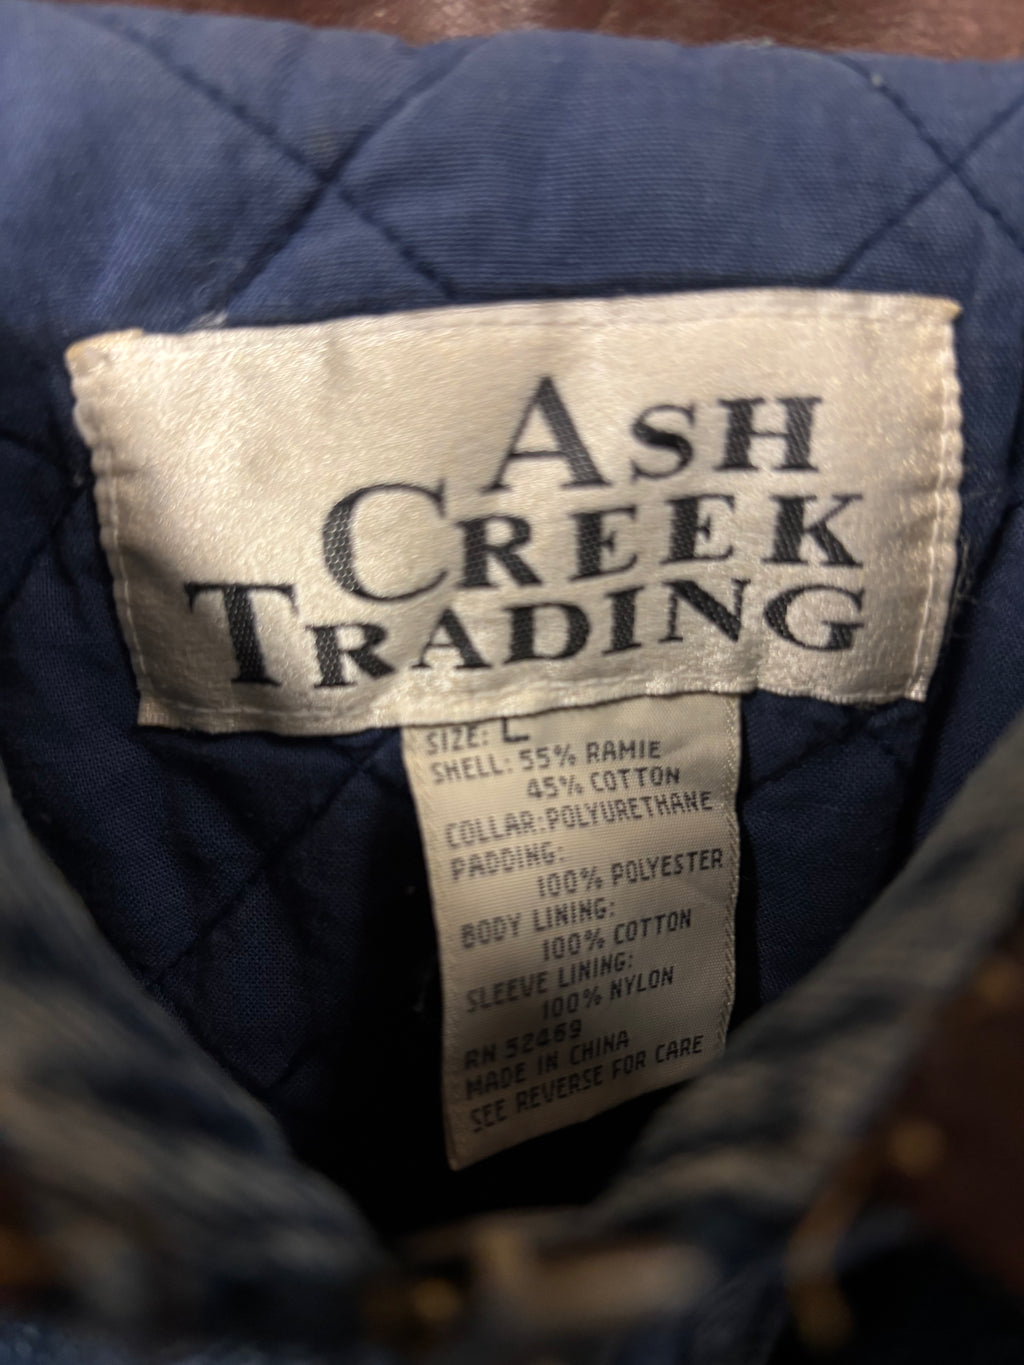 ASH
CREEK
TRADING
SIZE: L
SHELL: 55% RAMIE
45% COTTON
COLLAR:POLYURETHANE
PADDING:
100% POLYESTER
BODY LINING:
100% COTTON
SLEEVE LINING:
100% NYLON
RN 52469
MADE IN CHINA
SEE REVERSE FOR CARE